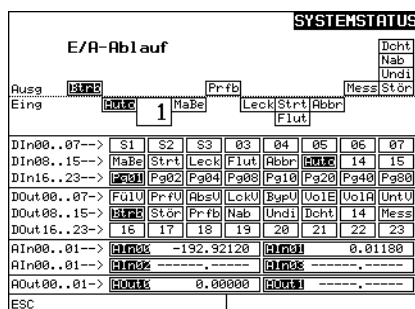 SYSTEMSTATUS
E/A-Ablauf
Dcht
Nab
Undi
Ausg Btrb Prfb Mess Stör
Eing Auto 1 MaBe Leck Strt Abbr
Flut
DIn00..07--> S1 S2 S3 03 04 05 06 07
DIn08..15--> MaBe Strt Leck Flut Abbr Auto 14 15
DIn16..23--> Pg01 Pg02 Pg04 Pg08 Pg10 Pg20 Pg40 Pg80
DOut00..07-> FülV PrfV AbsV LckV BypV VolE VolA UntV
DOut08..15-> Btrb Stör Prfb Nab Undi Dcht 14 Mess
DOut16..23-> 16 17 18 19 20 21 22 23
AIn00..01--> AIn00 -192.92120 AIn01 0.01180
AIn00..01--> AIn02 ------.----- AIn03 ------.-----
AOut00..01-> AOut0 0.00000 AOut1 ------.-----
ESC